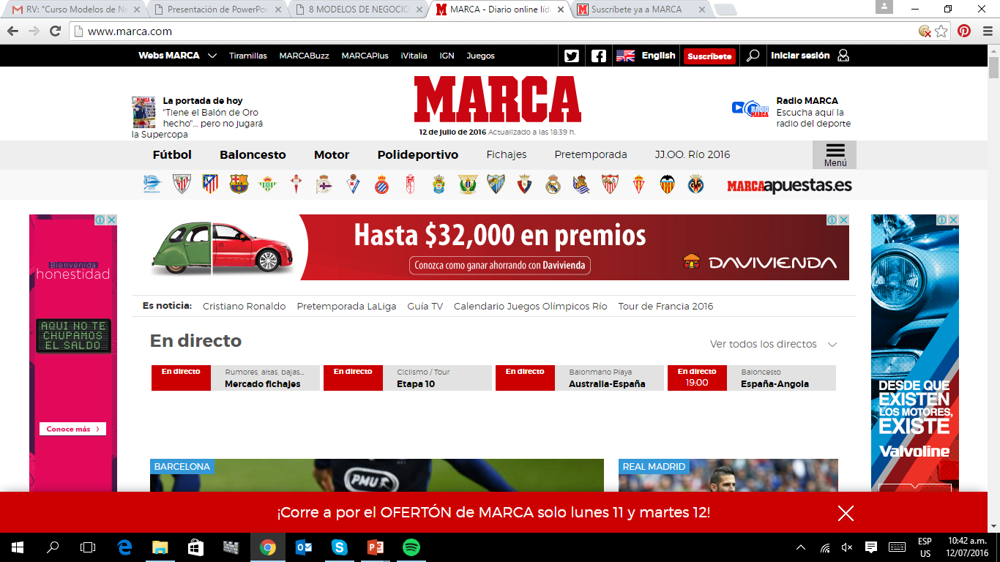 RV: "Curso Modelos de Ne
Presentación de PowerPoi
8 MODELOS DE NEGOCIO
MARCA - Diario online líd
Suscríbete ya a MARCA
www.marca.com
Webs MARCA Tiramillas MARCABuzz MARCAPlus iVitalia IGN Juegos English Suscríbete Iniciar sesión
La portada de hoy
"Tiene el Balón de Oro
hecho"... pero no jugará
la Supercopa
MARCA
12 de julio de 2016 Actualizado a las 18:39 h.
RADIO MARCA
Radio MARCA
Escucha aquí la
radio del deporte
Fútbol Baloncesto Motor Polideportivo Fichajes Pretemporada JJ.OO. Río 2016 Menú
MARCAapuestas.es
Bienvenida
honestidad
AQUI NO TE
CHUPAMOS
EL SALDO
Conoce más >
Hasta $32,000 en premios
Conozca como ganar ahorrando con Davivienda
DAVIVIENDA
Es noticia: Cristiano Ronaldo Pretemporada LaLiga Guía TV Calendario Juegos Olímpicos Río Tour de Francia 2016
En directo
Ver todos los directos
En directo Rumores, altas, bajas...
Mercado fichajes
En directo Ciclismo / Tour
Etapa 10
En directo Balonmano Playa
Australia-España
En directo Baloncesto
19:00 España-Angola
DESDE QUE
EXISTEN
LOS MOTORES,
EXISTE
Valvoline
BARCELONA
PMU
REAL MADRID
¡Corre a por el OFERTÓN de MARCA solo lunes 11 y martes 12!
ESP
US
10:42 a.m.
12/07/2016